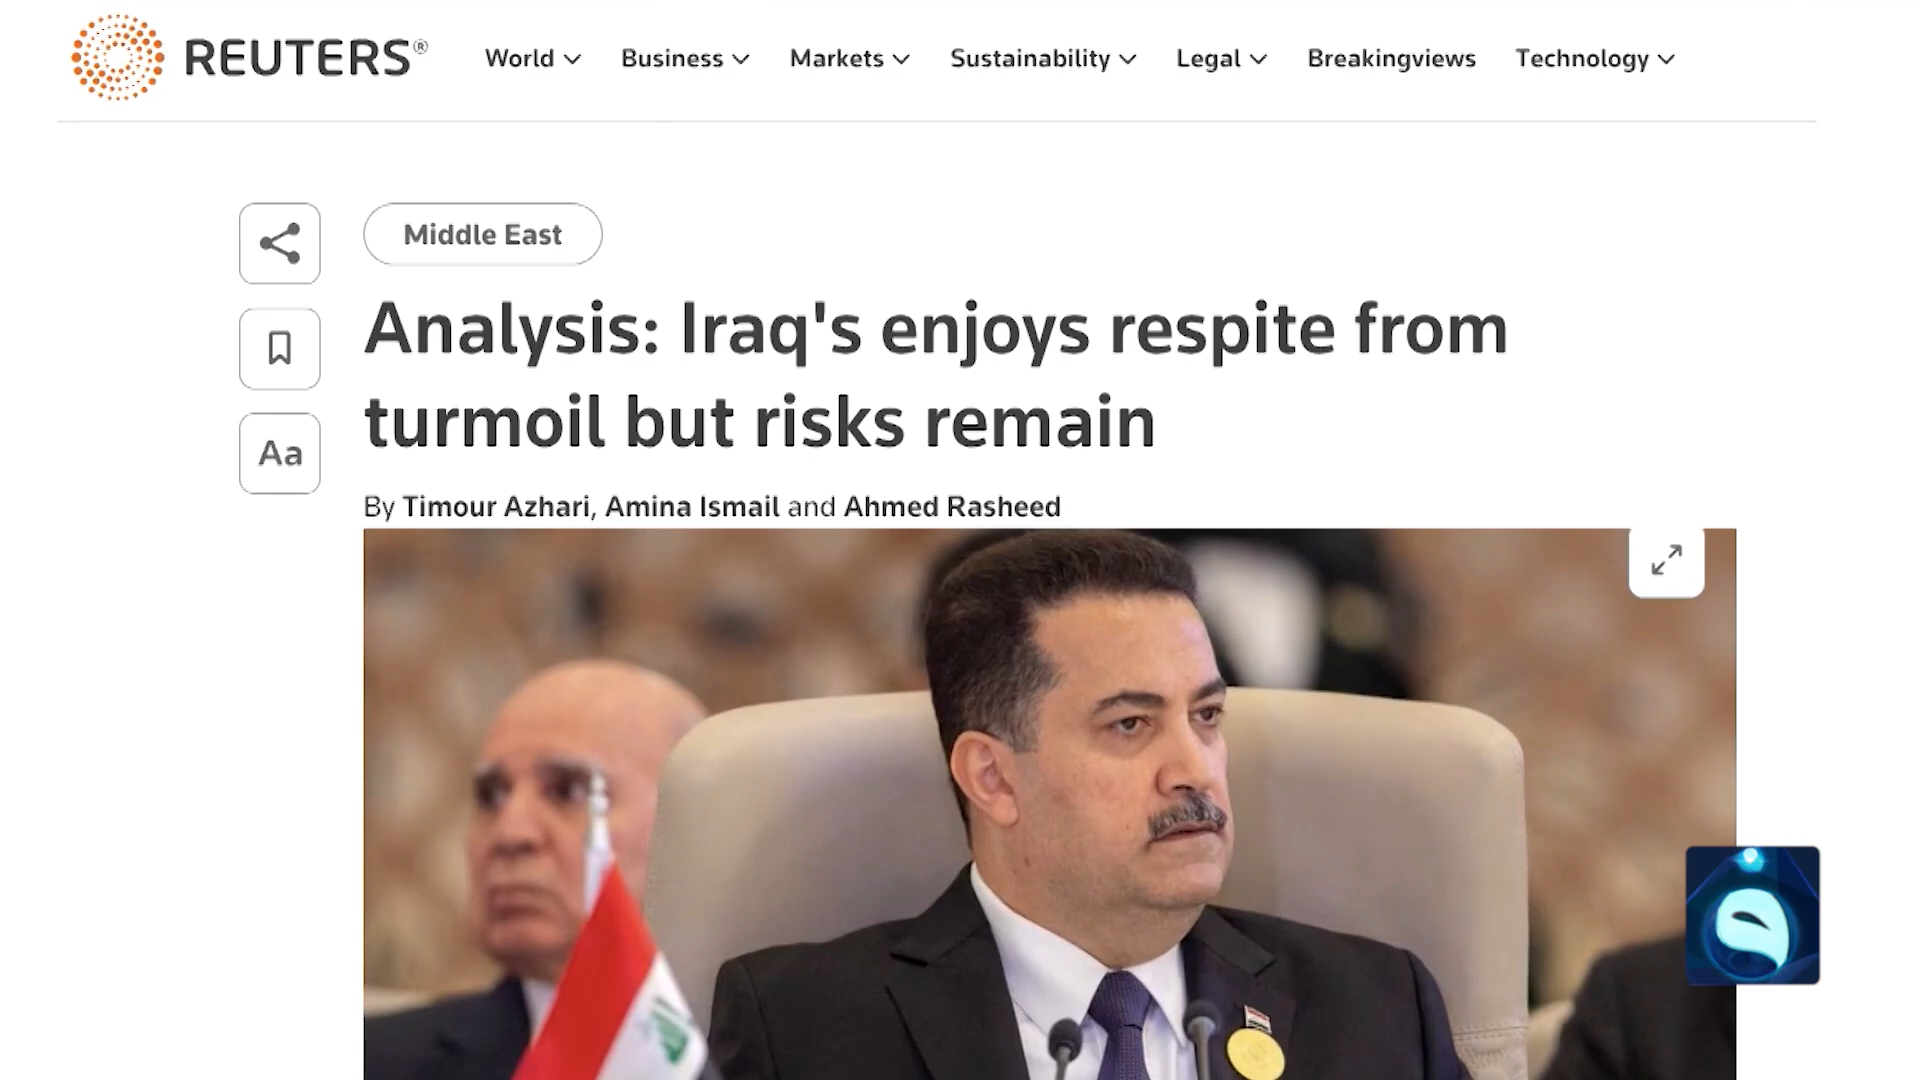 REUTERS®
World Business Markets Sustainability Legal Breakingviews Technology
Middle East
Analysis: Iraq's enjoys respite from
turmoil but risks remain
Aa
By Timour Azhari, Amina Ismail and Ahmed Rasheed